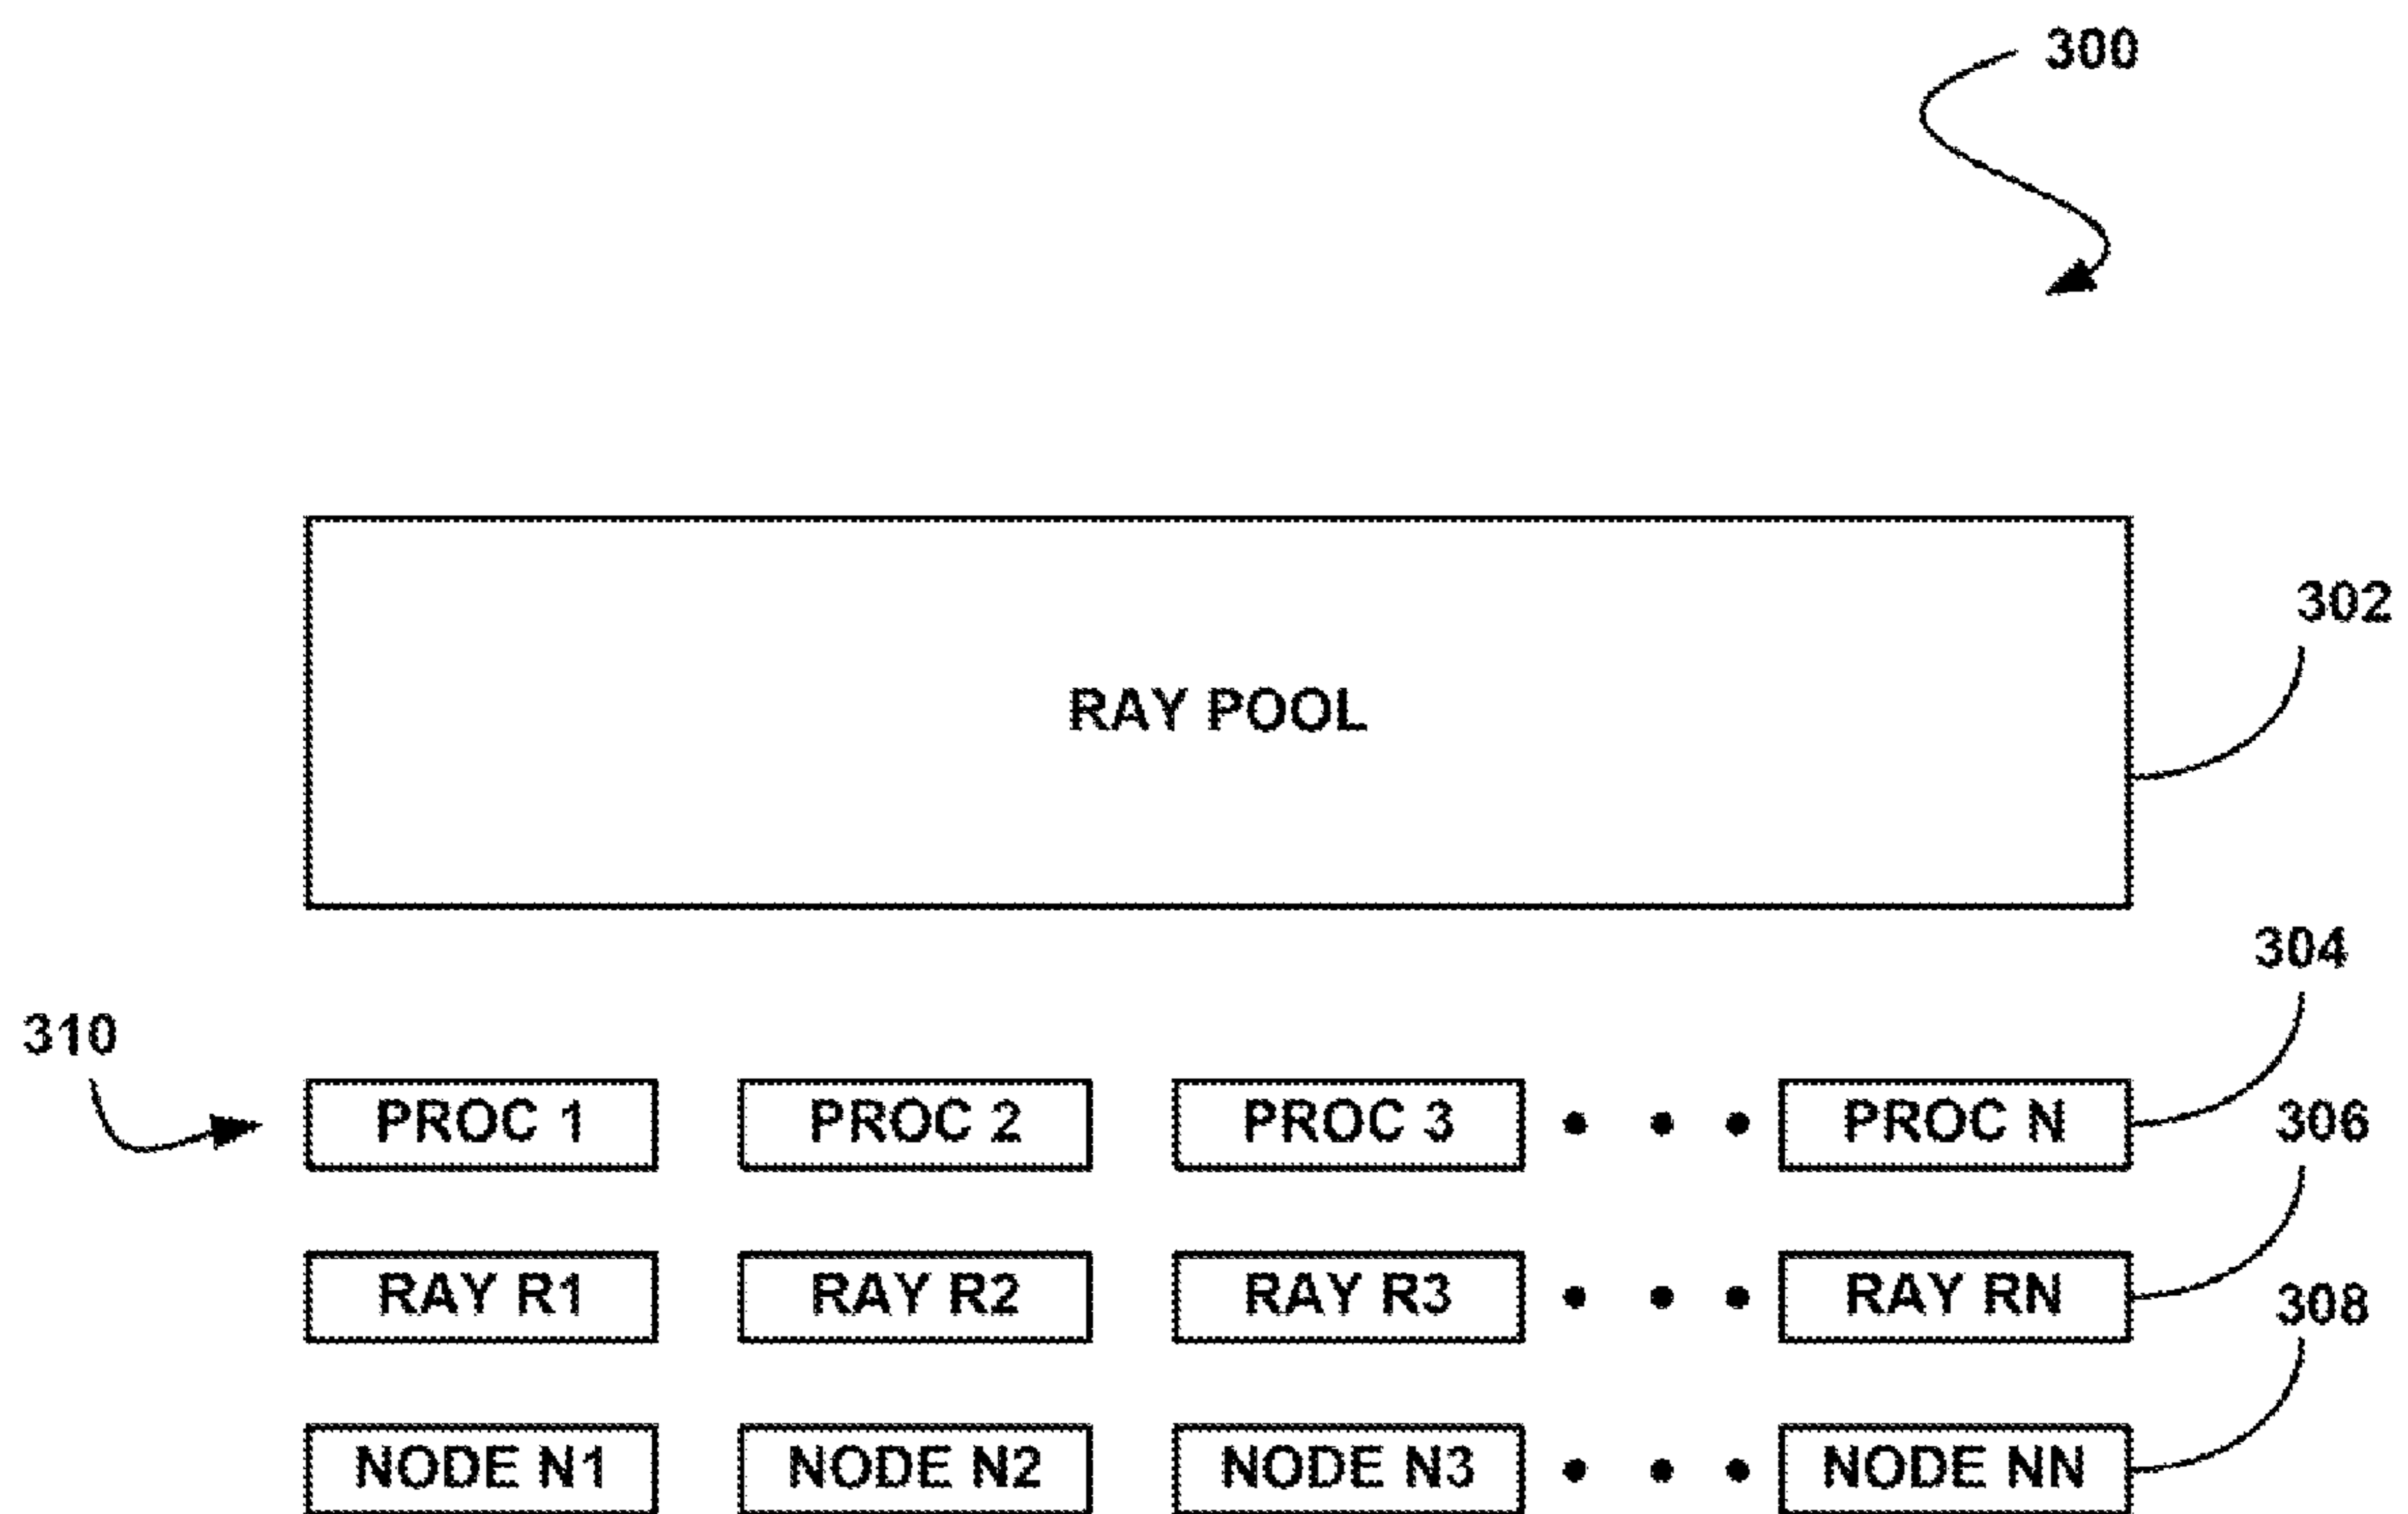 300
302
RAY POOL
304
310
PROC 1 PROC 2 PROC 3 • • • PROC N
306
RAY R1 RAY R2 RAY R3 • • • RAY RN
308
NODE N1 NODE N2 NODE N3 • • • NODE NN